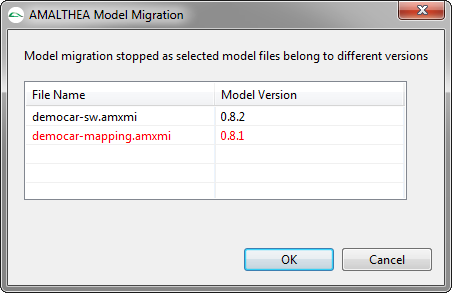 AMALTHEA Model Migration
Model migration stopped as selected model files belong to different versions
File Name Model Version
democar-sw.amxmi 0.8.2
democar-mapping.amxmi 0.8.1
OK Cancel